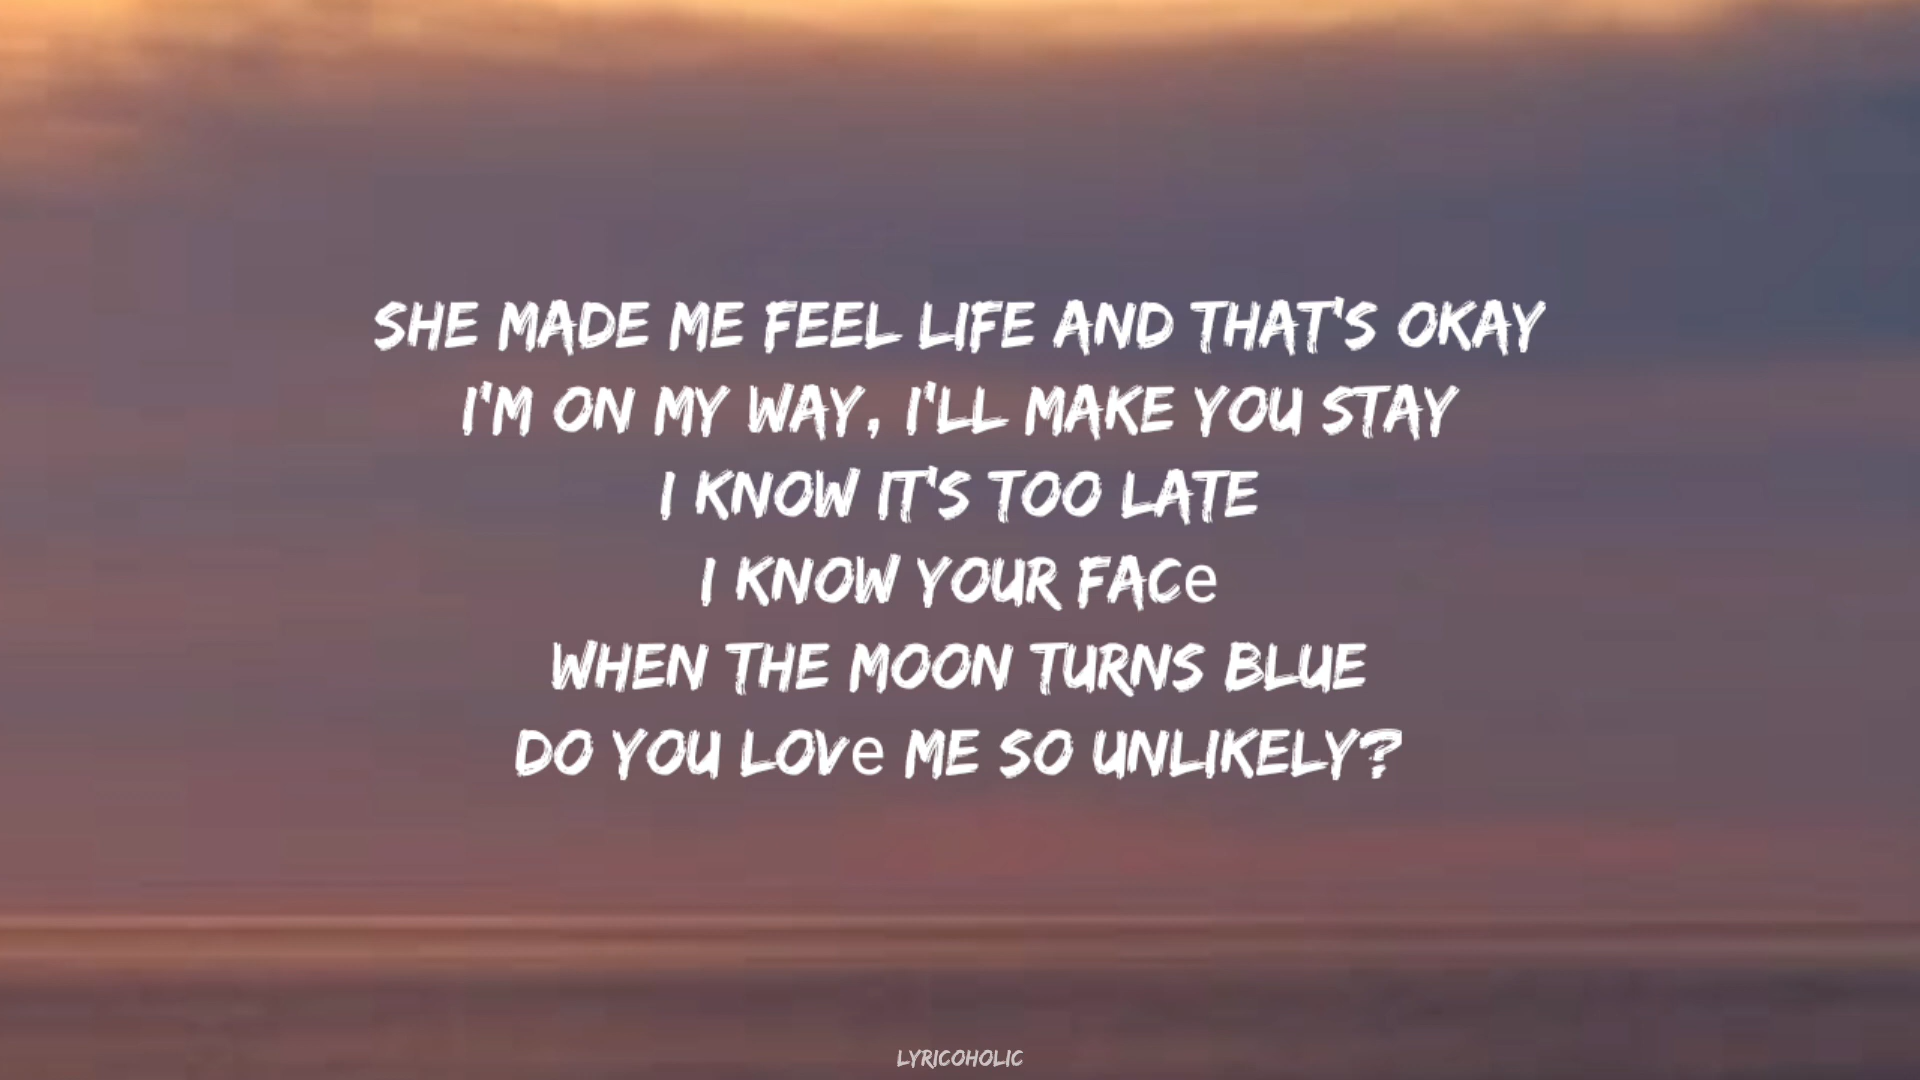 SHE MADE ME FEEL LIFE AND THAT'S OKAY
I'M ON MY WAY, I'LL MAKE YOU STAY
I KNOW IT'S TOO LATE
I KNOW YOUR FACe
WHEN THE MOON TURNS BLUE
DO YOU LOVe ME SO UNLIKELY?
LYRICOHOLIC